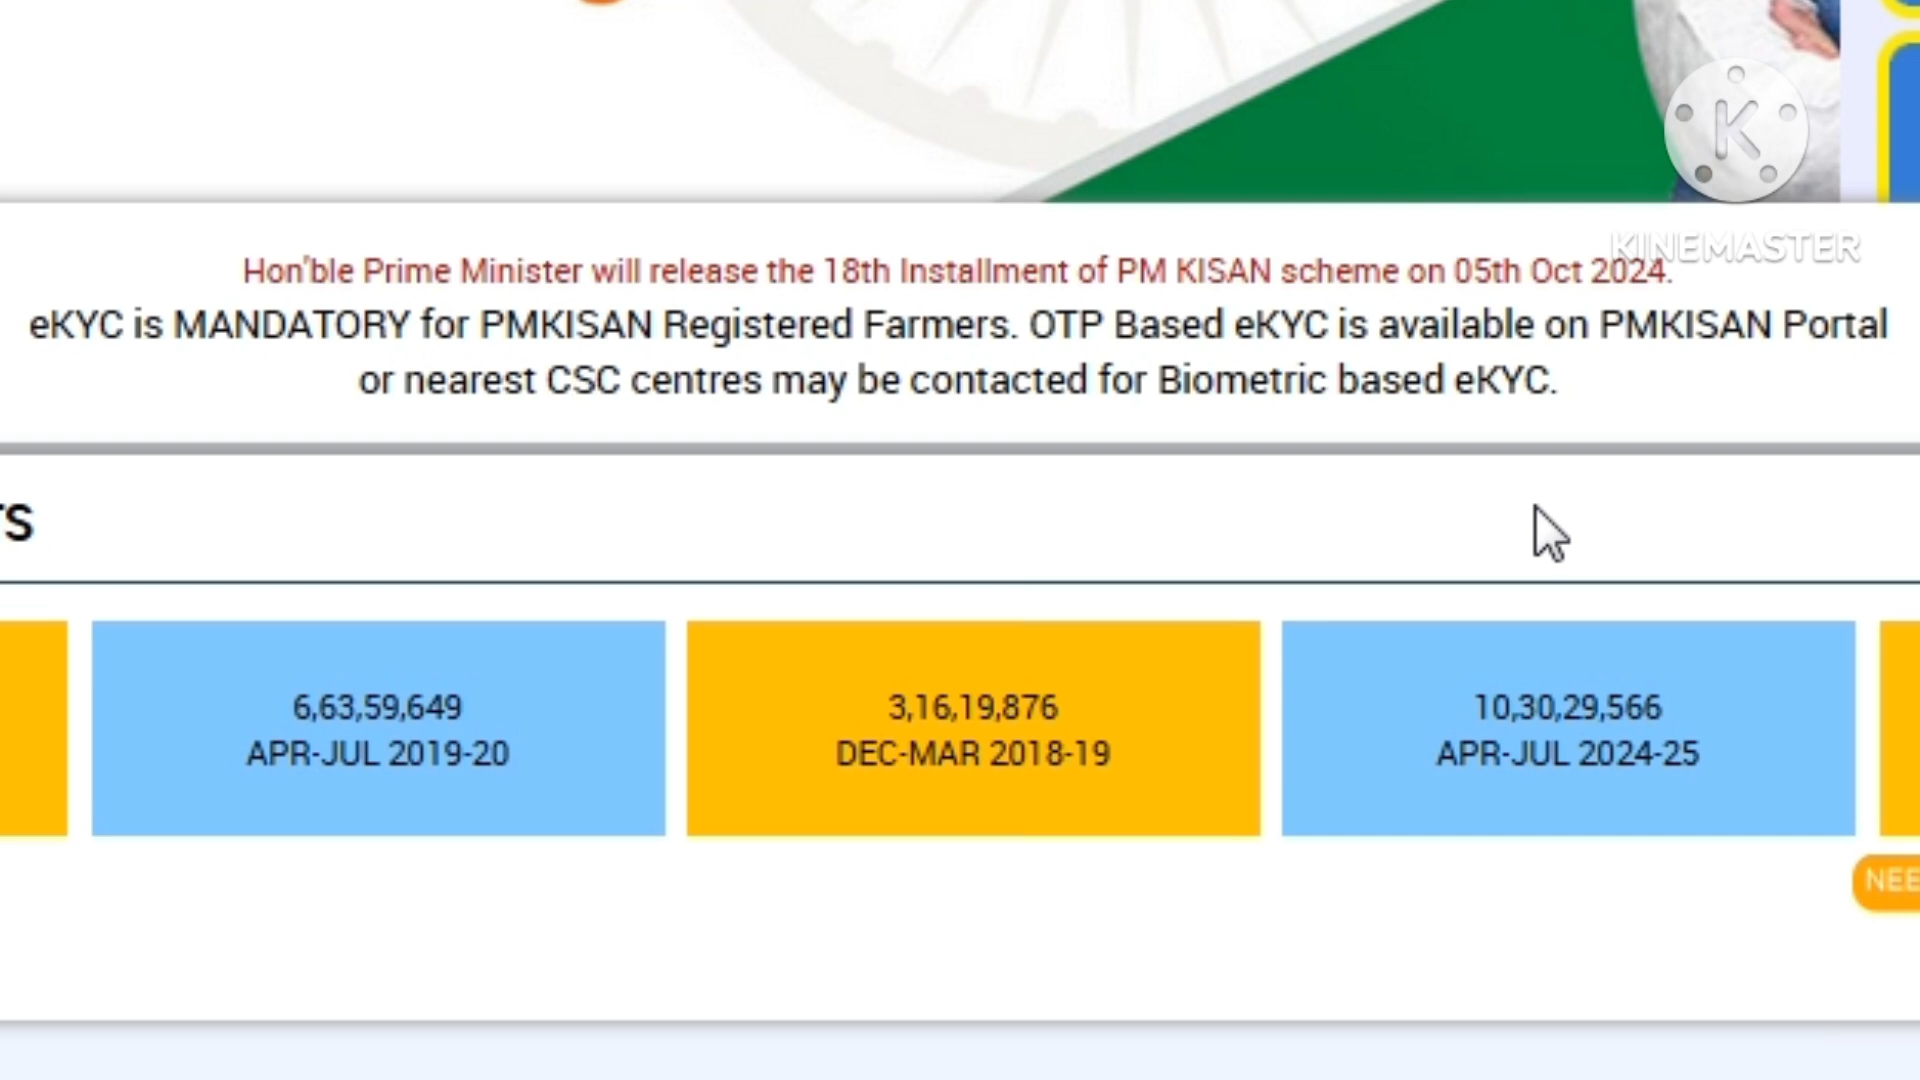 K
KINEMASTER
Hon'ble Prime Minister will release the 18th Installment of PM KISAN scheme on 05th Oct 2024.
eKYC is MANDATORY for PMKISAN Registered Farmers. OTP Based eKYC is available on PMKISAN Portal
or nearest CSC centres may be contacted for Biometric based eKYC.
TS
6,63,59,649
APR-JUL 2019-20
3,16,19,876
DEC-MAR 2018-19
10,30,29,566
APR-JUL 2024-25
NEE